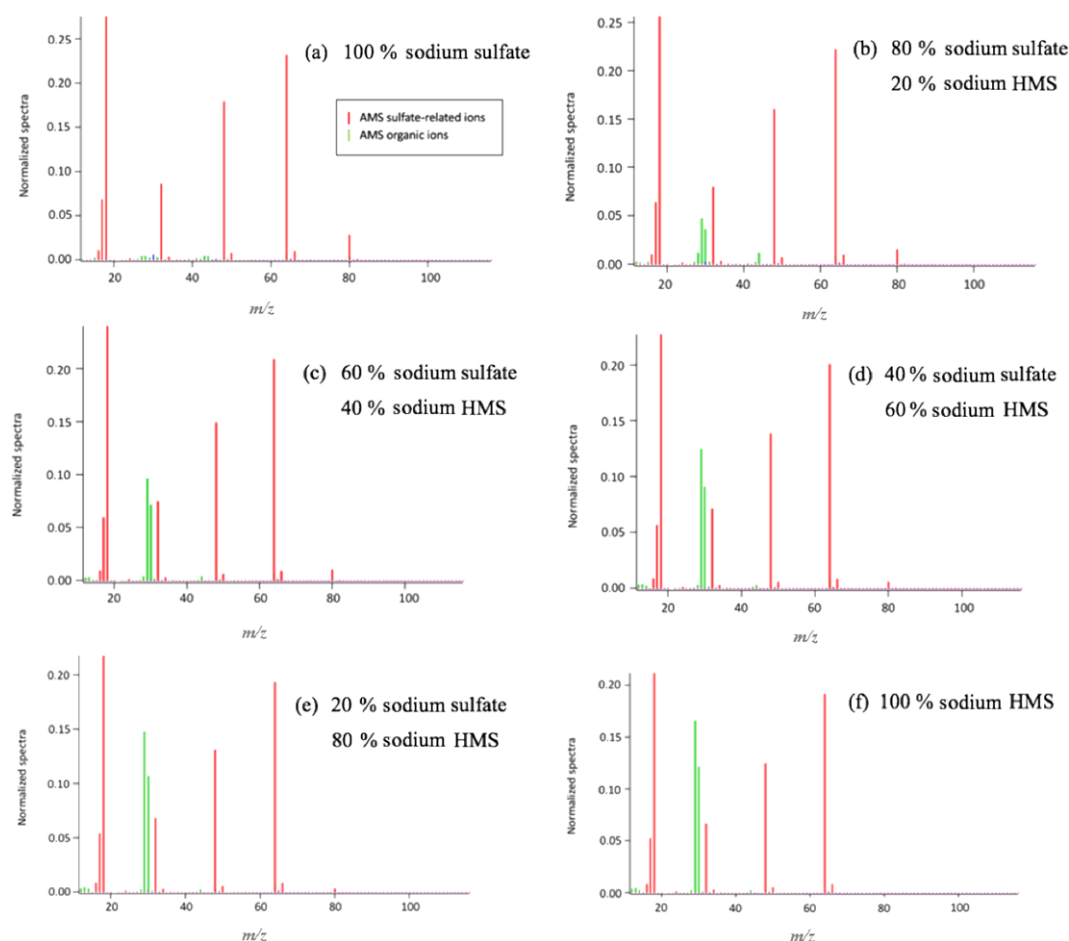 (a) 100 % sodium sulfate
AMS sulfate-related ions
AMS organic ions
Normalized spectra
0.25
0.20
0.15
0.10
0.05
0.00
20 40 60 80 100
m/z
(b) 80 % sodium sulfate
20 % sodium HMS
Normalized spectra
0.25
0.20
0.15
0.10
0.05
0.00
20 40 60 80 100
m/z
(c) 60 % sodium sulfate
40 % sodium HMS
Normalized spectra
0.20
0.15
0.10
0.05
0.00
20 40 60 80 100
m/z
(d) 40 % sodium sulfate
60 % sodium HMS
Normalized spectra
0.20
0.15
0.10
0.05
0.00
20 40 60 80 100
m/z
(e) 20 % sodium sulfate
80 % sodium HMS
Normalized spectra
0.20
0.15
0.10
0.05
0.00
20 40 60 80 100
m/z
(f) 100 % sodium HMS
Normalized spectra
0.20
0.15
0.10
0.05
0.00
20 40 60 80 100
m/z